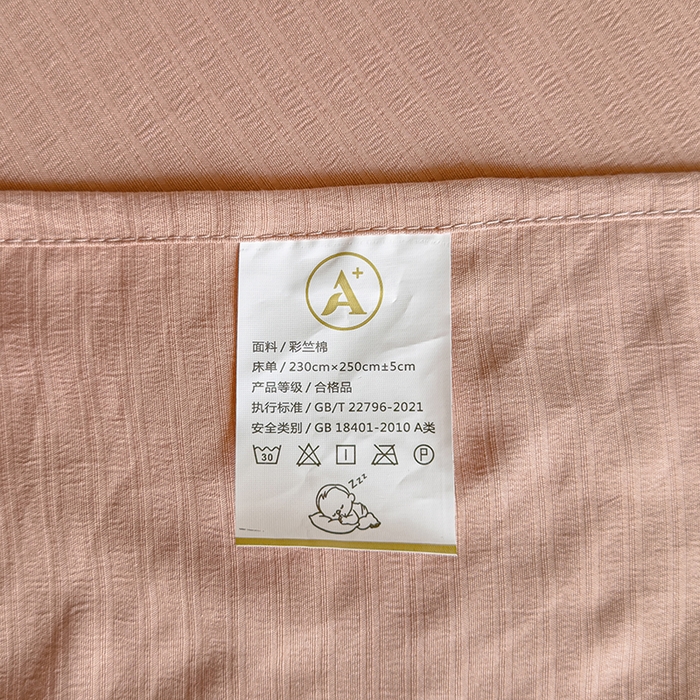 A+
面料 / 彩竺棉
床单 / 230cm×250cm±5cm
产品等级 / 合格品
执行标准 / GB/T 22796-2021
安全类别 / GB 18401-2010 A类
30 P
Zzz